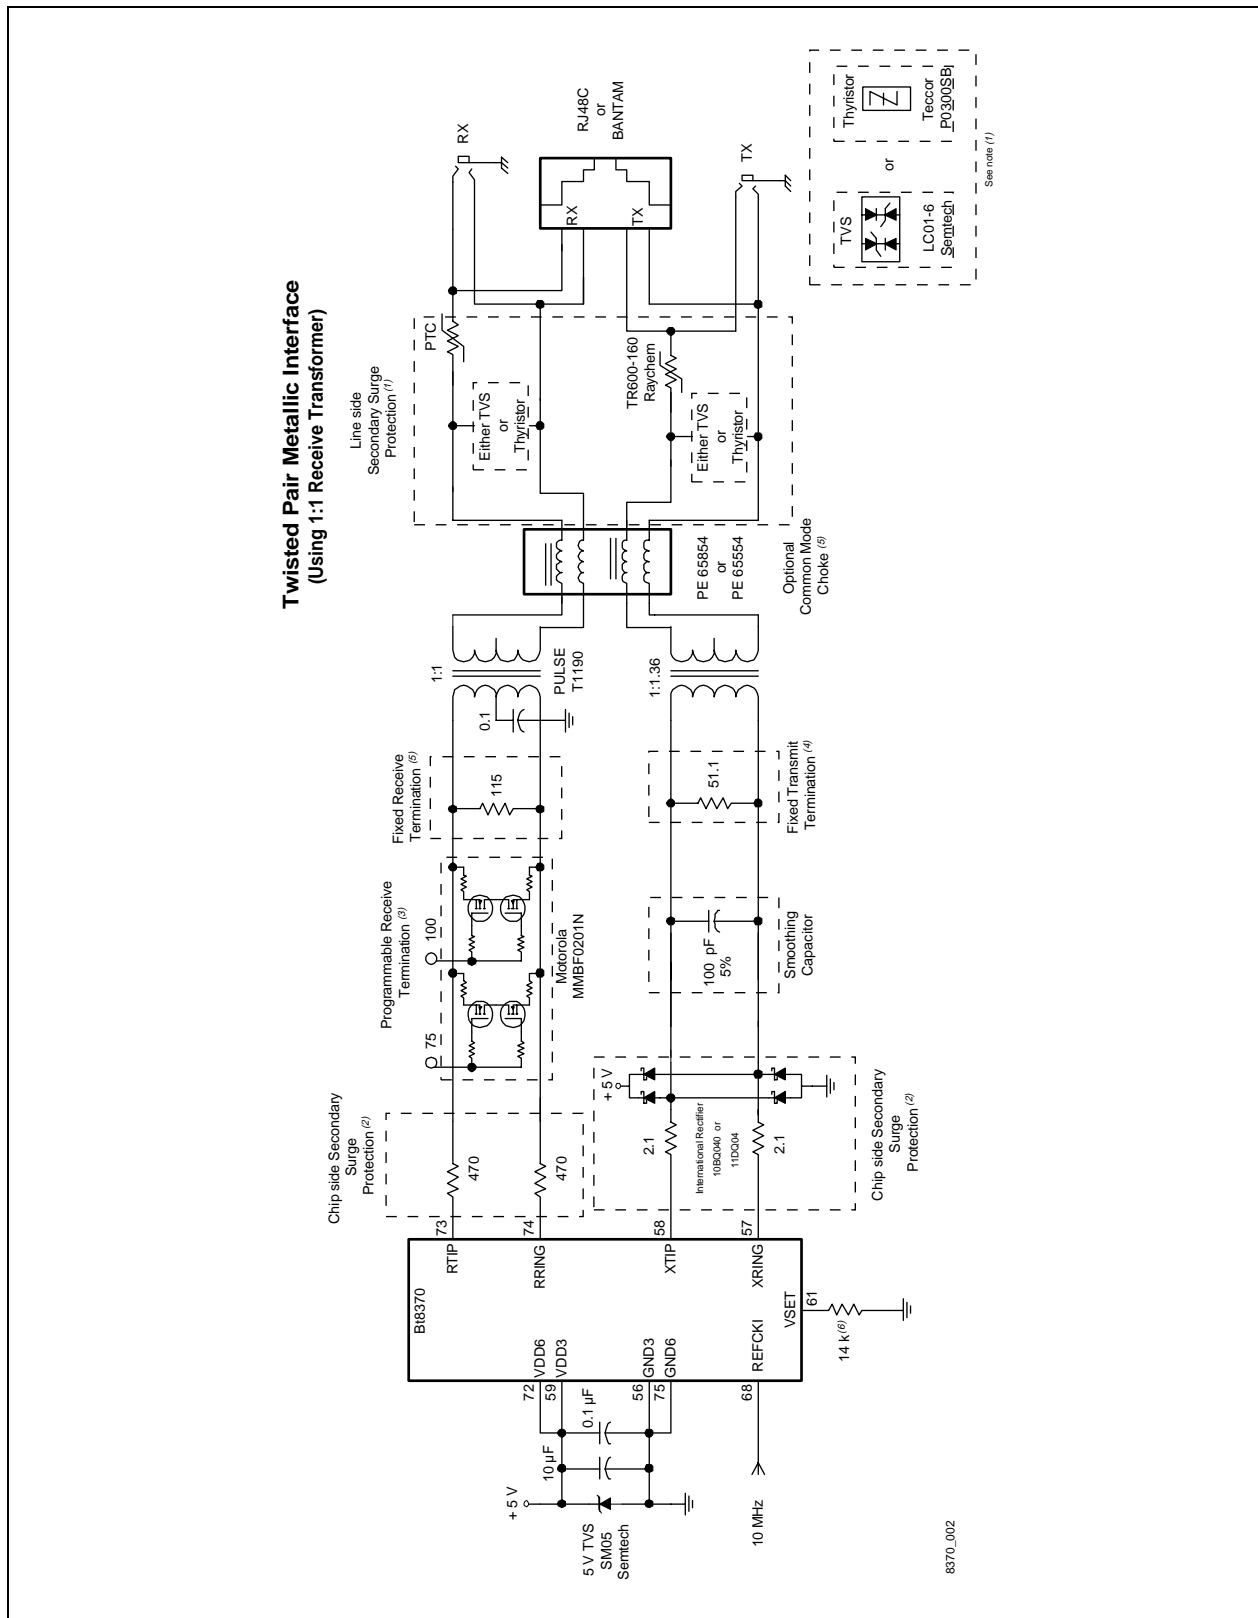 Twisted Pair Metallic Interface
(Using 1:1 Receive Transformer)
Line side
Secondary Surge
Protection (1)
PTC
RX
RJ48C
or
BANTAM
RX
TX
TX
Either TVS
or
Thyristor
TR600-160
Raychem
Either TVS
or
Thyristor
Thyristor
Teccor
P0300SB
or
TVS
LC01-6
Semtech
See note (1)
PE 65854
or
PE 65554
Optional
Common Mode
Choke (5)
1:1
PULSE
T1190
0.1
1:1.36
Fixed Receive
Termination (5)
115
51.1
Fixed Transmit
Termination (4)
Programmable Receive
Termination (3)
100
75
Motorola
MMBF0201N
100 pF
5%
Smoothing
Capacitor
Chip side Secondary
Surge
Protection (2)
470
470
+ 5 V
2.1
International Rectifier
10BQ040 or
11DQ04
2.1
Chip side Secondary
Surge
Protection (2)
73
74
58
57
RTIP
RRING
XTIP
XRING
Bt8370
VSET
61
14 k (6)
VDD6
VDD3
GND3
GND6
REFCKI
72
59
56
75
68
0.1 µF
10 µF
+ 5 V
5 V TVS
SM05
Semtech
10 MHz
8370_002